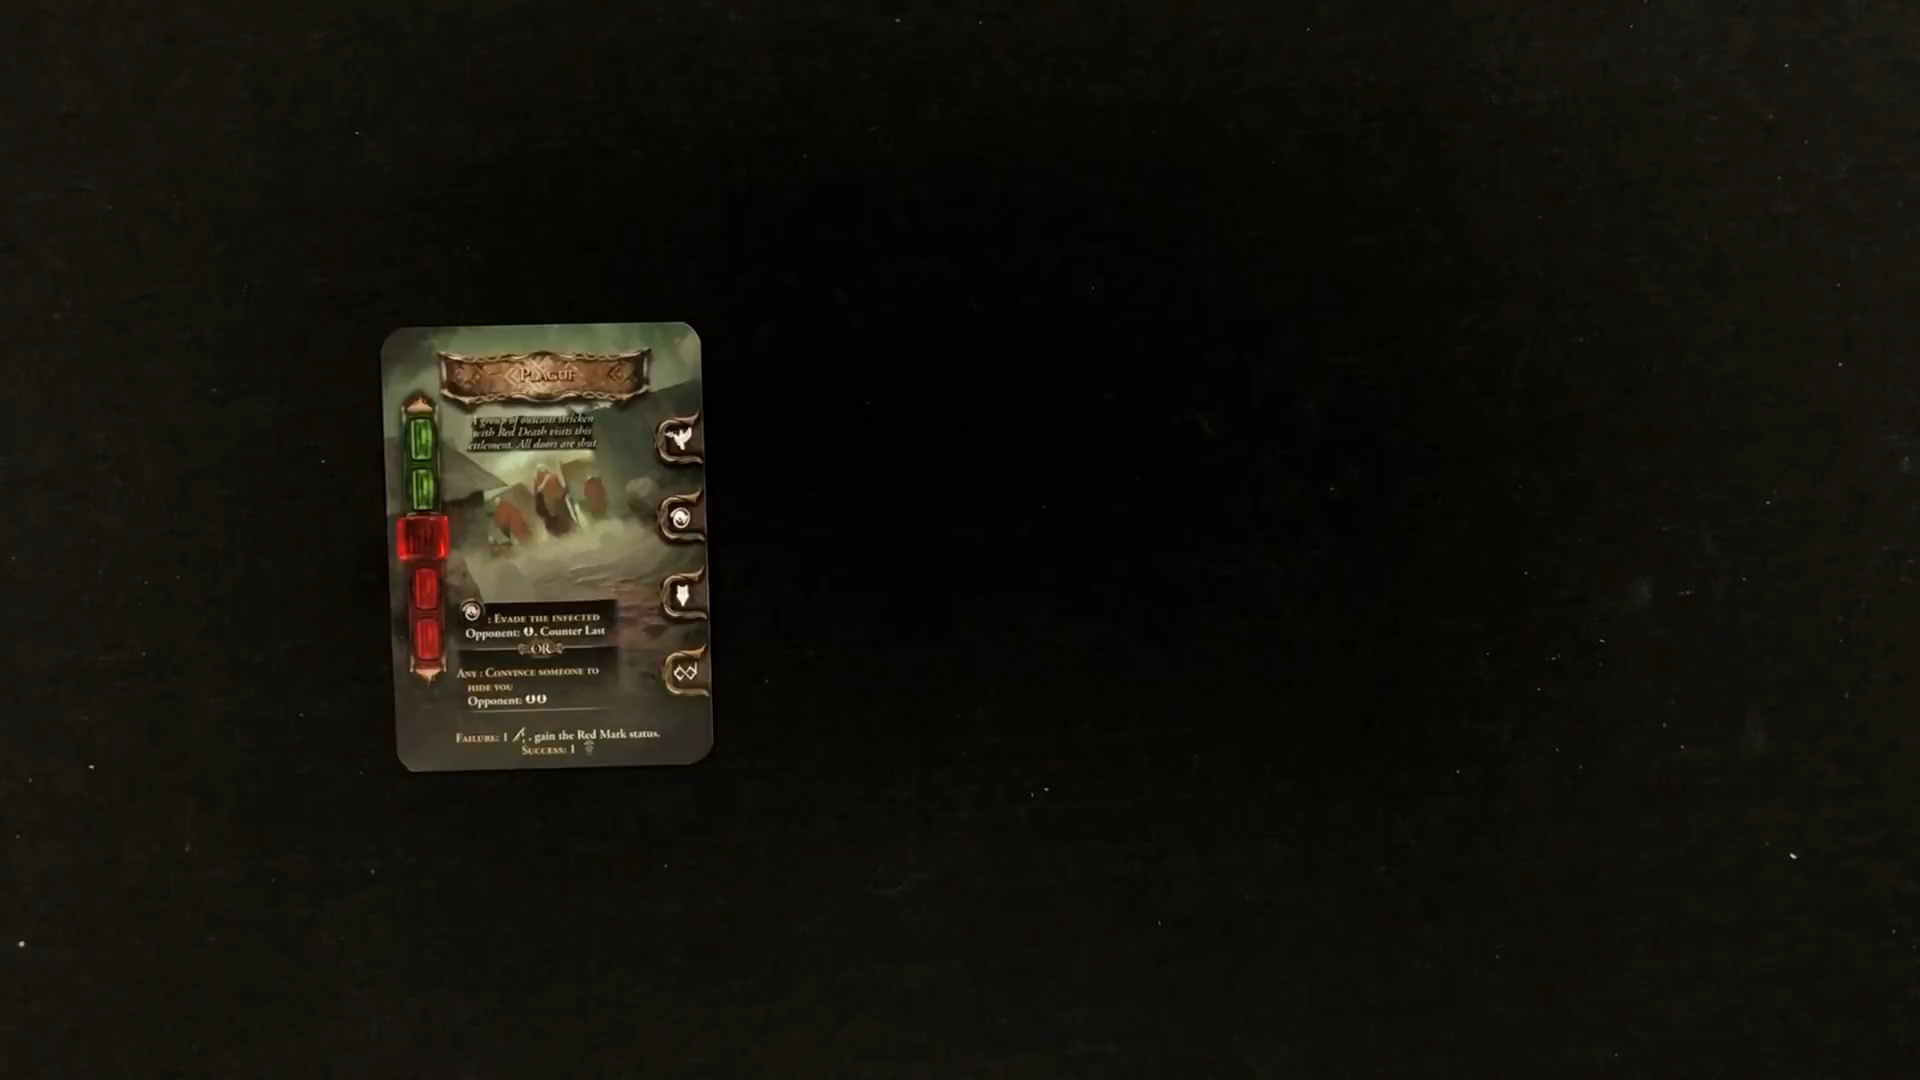 PLAGUE
A group of outcasts stricken
with Red Death visits this
settlement. All doors are shut.
: EVADE THE INFECTED
Opponent: , Counter Last
OR
ANY : CONVINCE SOMEONE TO
HIDE YOU
Opponent:
FAILURE: 1 , gain the Red Mark status.
SUCCESS: 1